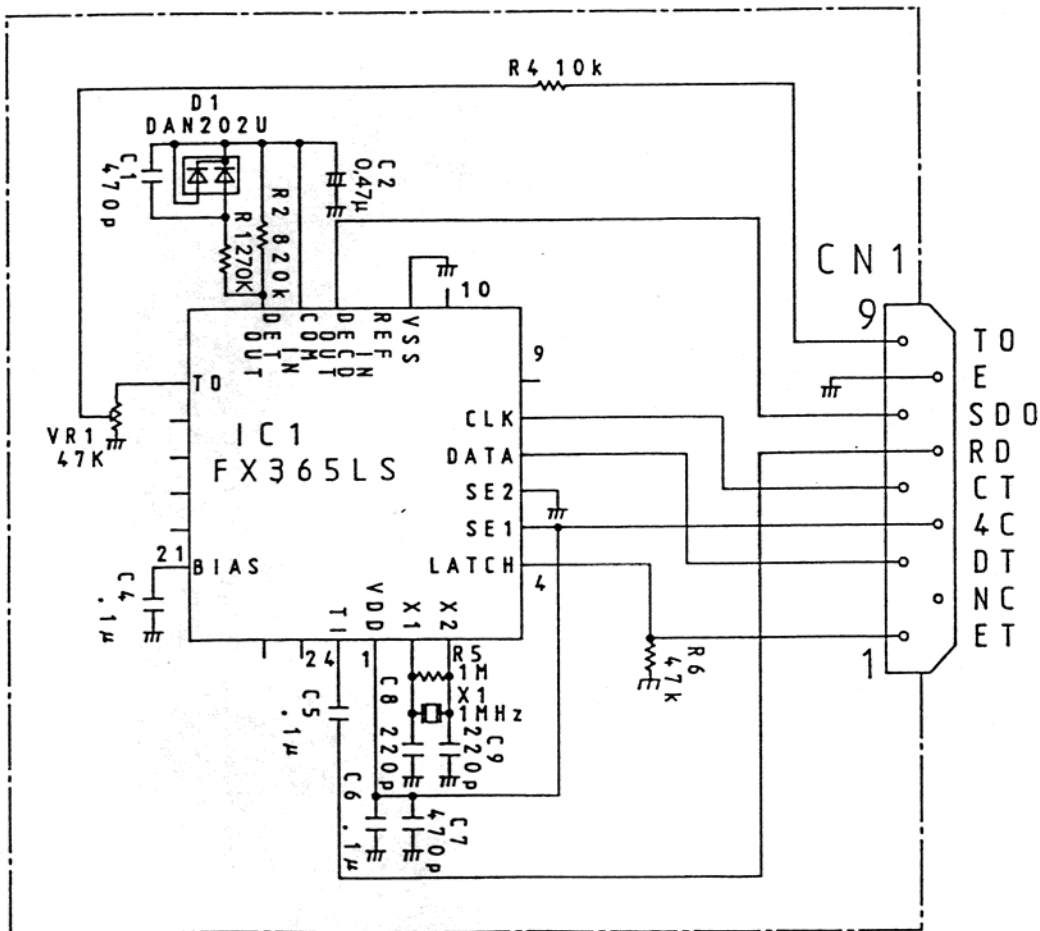 R4 10k
D1
DAN202U
C1
470p
R1 270K
R2 820k
C2
0.47μ
CN1
10
9
9
DET
OUT
IN
COM
DECD
OUT
REF
IN
VSS
TO
VR1
47K
IC1
FX365LS
CLK
DATA
SE2
SE1
LATCH
4
21
BIAS
C4
.1μ
TI
VDD
X1
X2
24
1
TO
E
SDO
RD
CT
4C
DT
NC
ET
1
R5
1M
X1
1MHz
R6
47k
C5
.1μ
C8
220p
C9
220p
C6
.1μ
C7
470p